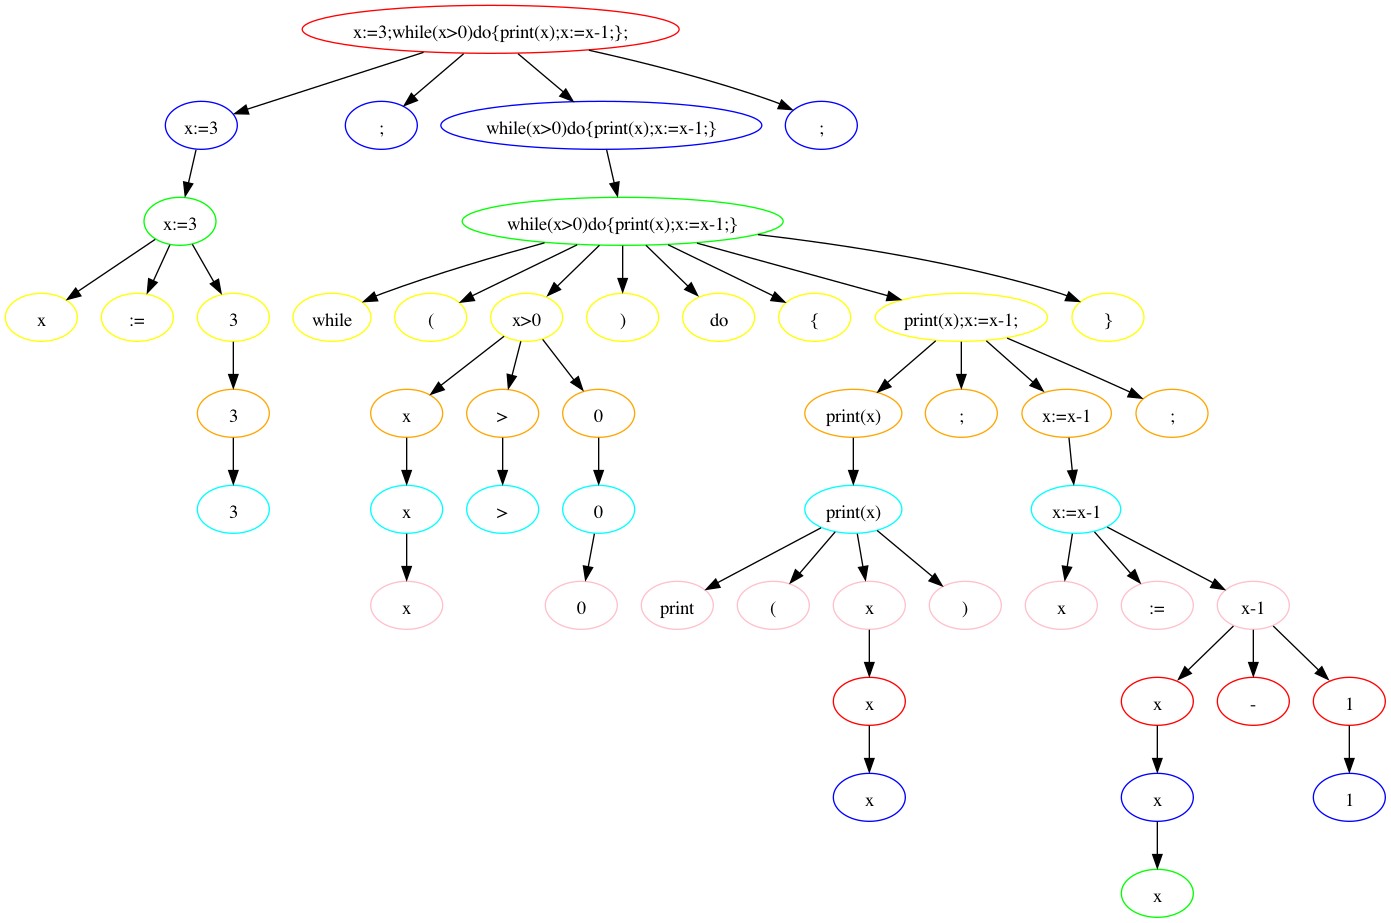 x:=3;while(x>0)do{print(x);x:=x-1;};
x:=3
;
while(x>0)do{print(x);x:=x-1;}
;
x:=3
while(x>0)do{print(x);x:=x-1;}
x
:=
3
while
(
x>0
)
do
{
print(x);x:=x-1;
}
3
x
>
0
print(x)
;
x:=x-1
;
3
x
>
0
print(x)
x:=x-1
x
0
print
(
x
)
x
:=
x-1
x
x
-
1
x
x
1
x